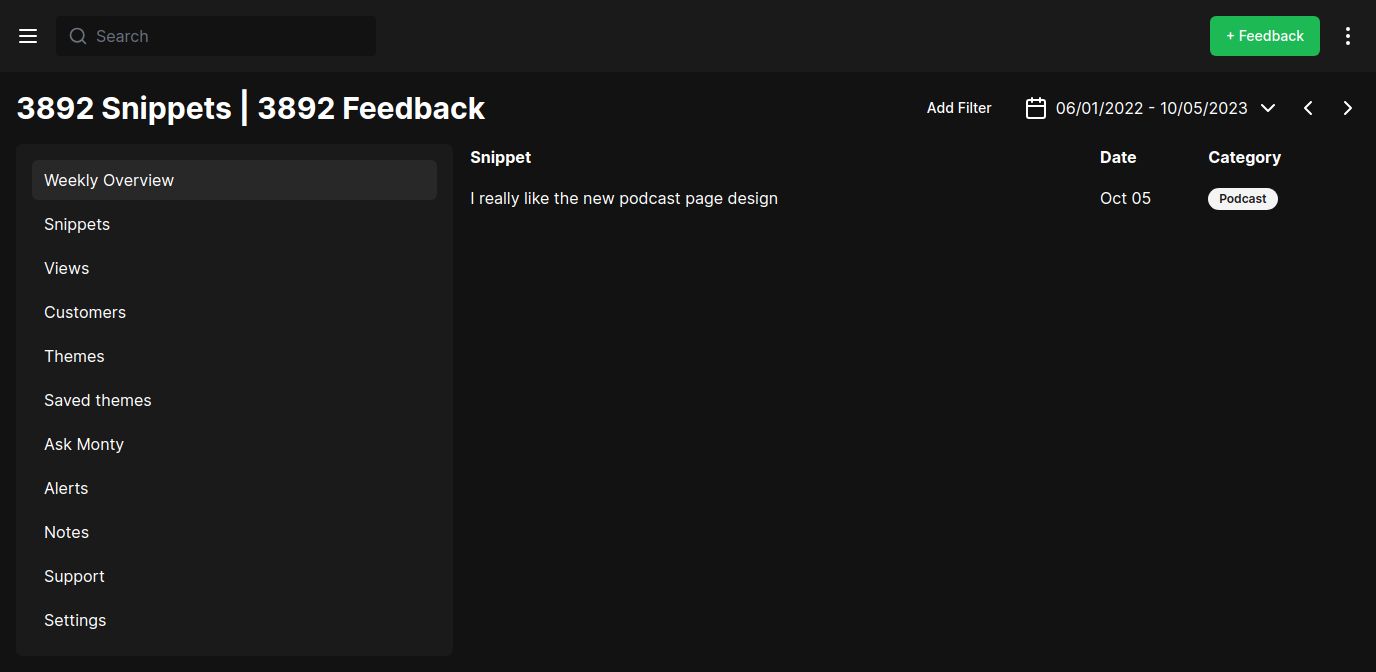 Search
+ Feedback
3892 Snippets | 3892 Feedback
Add Filter
06/01/2022 - 10/05/2023
Weekly Overview
Snippets
Views
Customers
Themes
Saved themes
Ask Monty
Alerts
Notes
Support
Settings
Snippet Date Category
I really like the new podcast page design Oct 05 Podcast